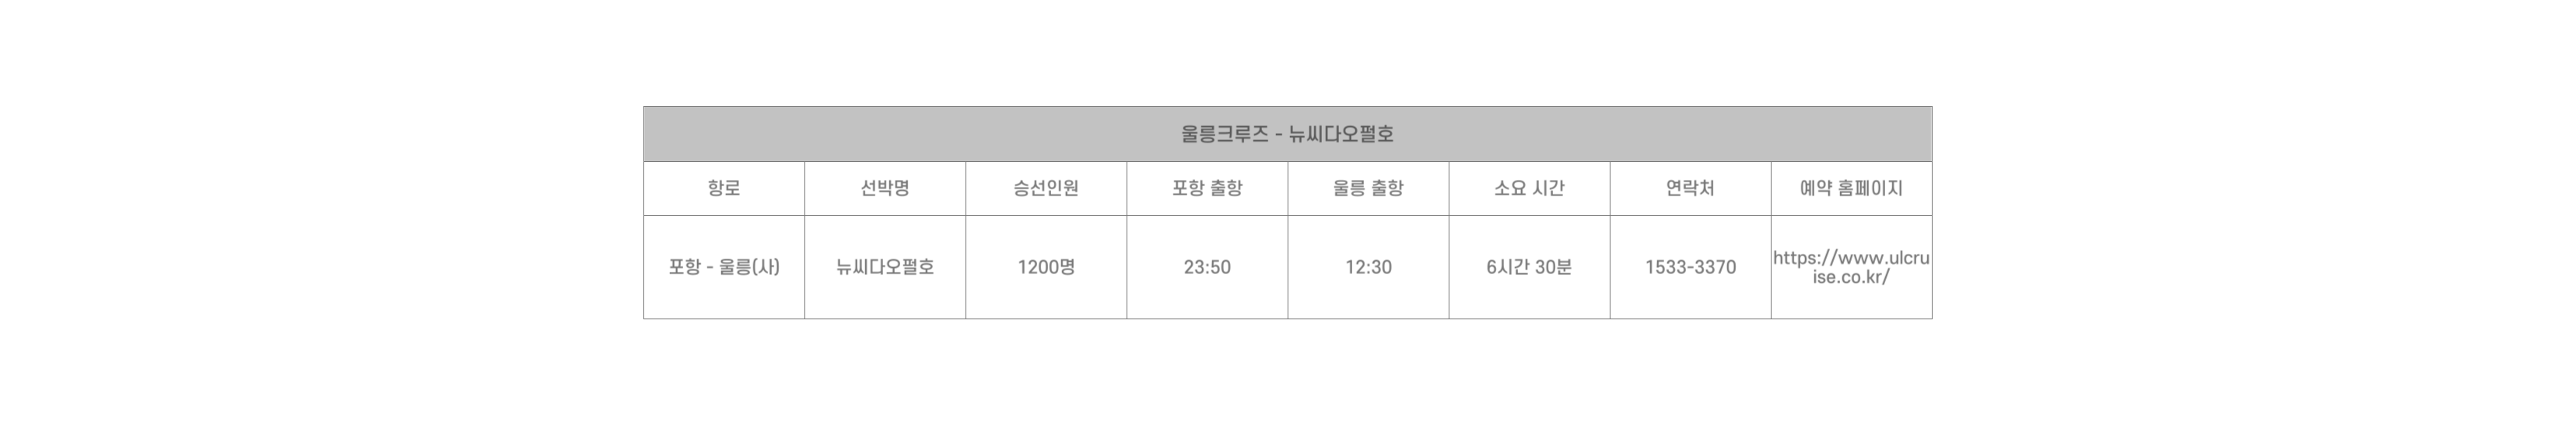 울릉크루즈 - 뉴씨다오펄호
항로 선박명 승선인원 포항 출항 울릉 출항 소요 시간 연락처 예약 홈페이지
포항 - 울릉(사) 뉴씨다오펄호 1200명 23:50 12:30 6시간 30분 1533-3370 https://www.ulcru
ise.co.kr/